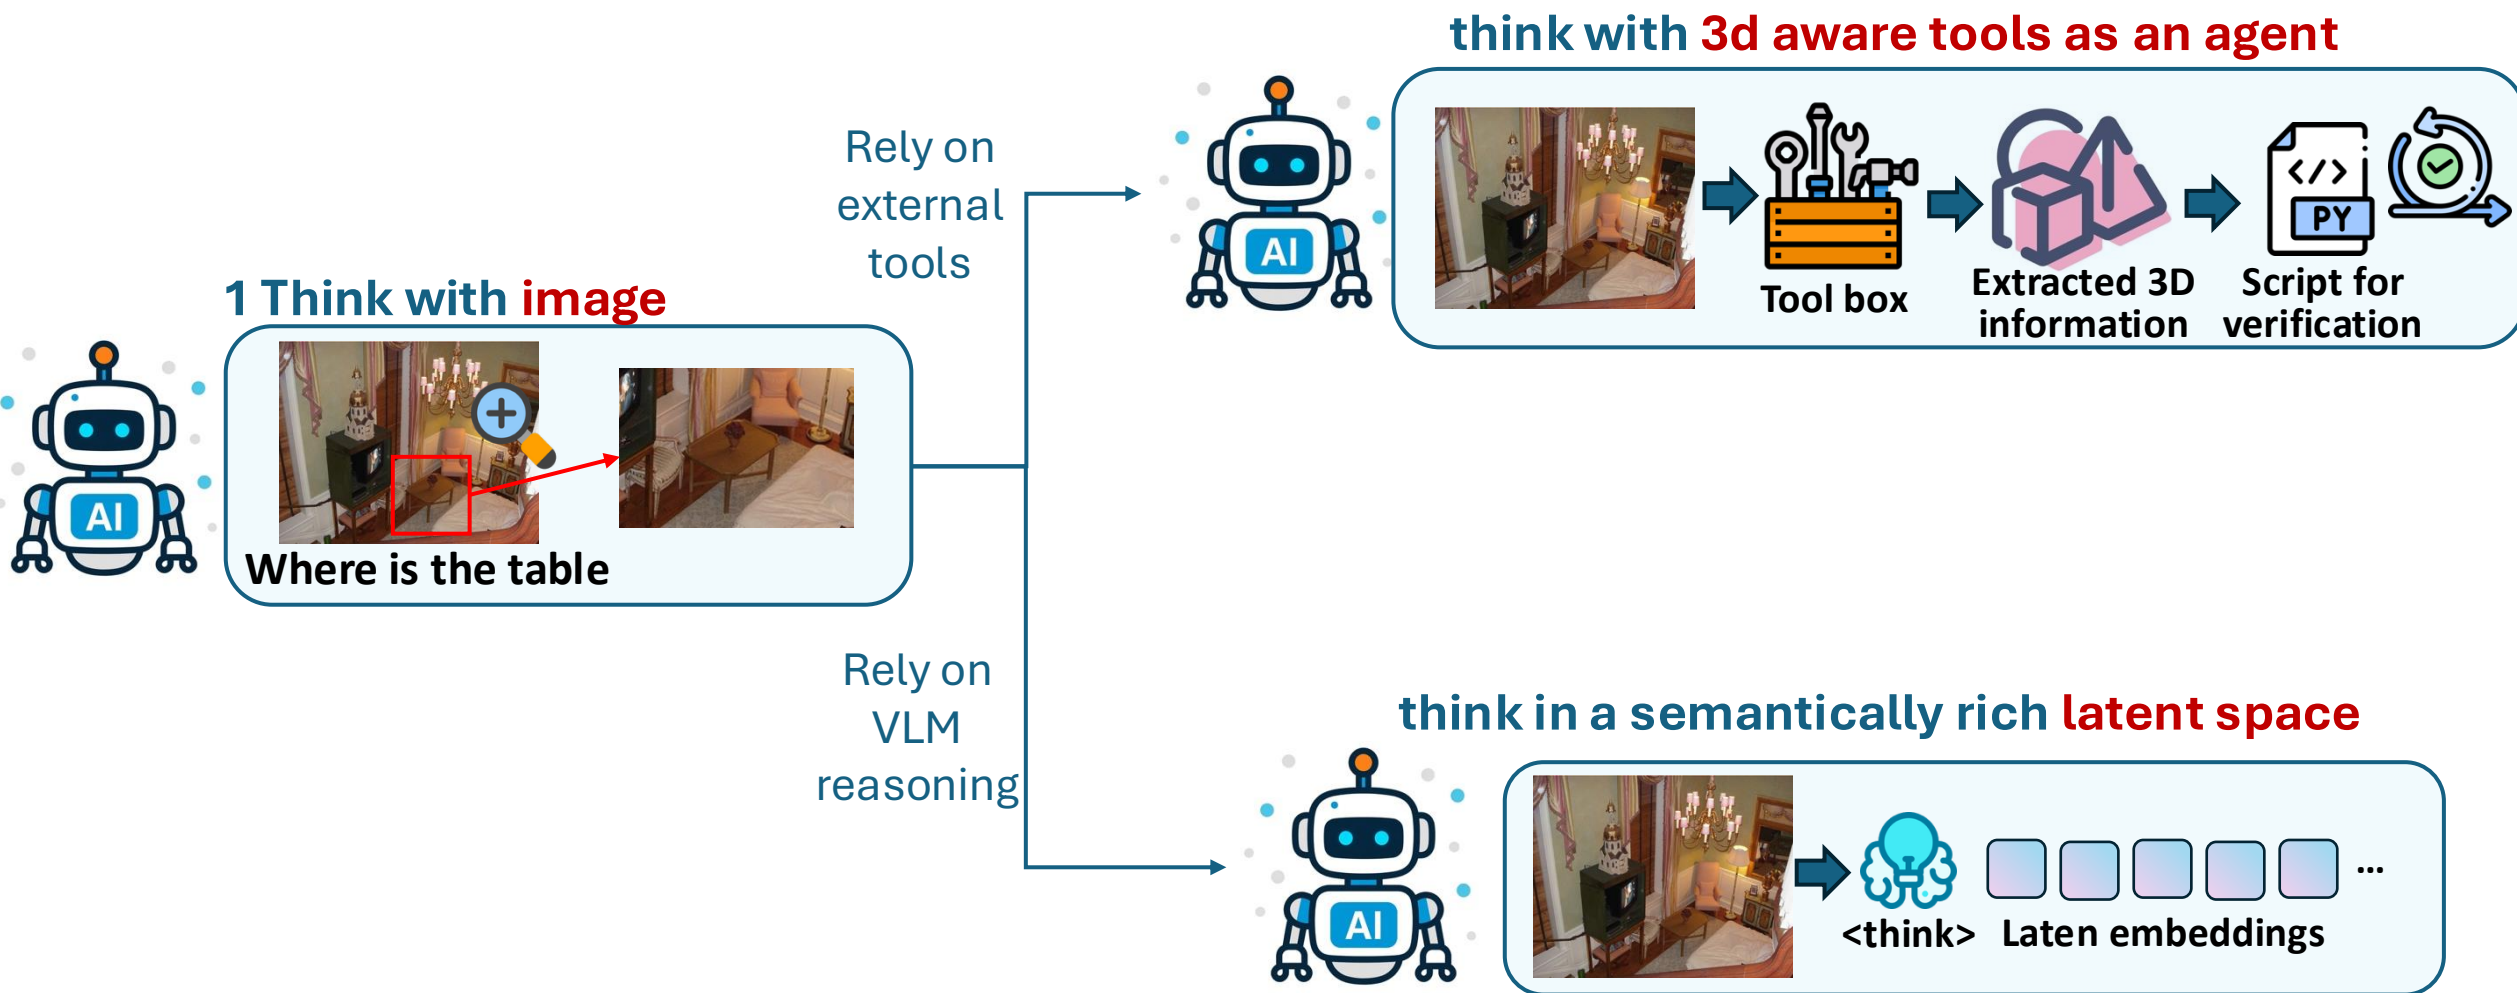 think with 3d aware tools as an agent
Rely on
external
tools
AI
PY
Tool box
Extracted 3D
information
Script for
verification
1 Think with image
AI
Where is the table
Rely on
VLM
reasoning
think in a semantically rich latent space
AI
...
<think> Laten embeddings